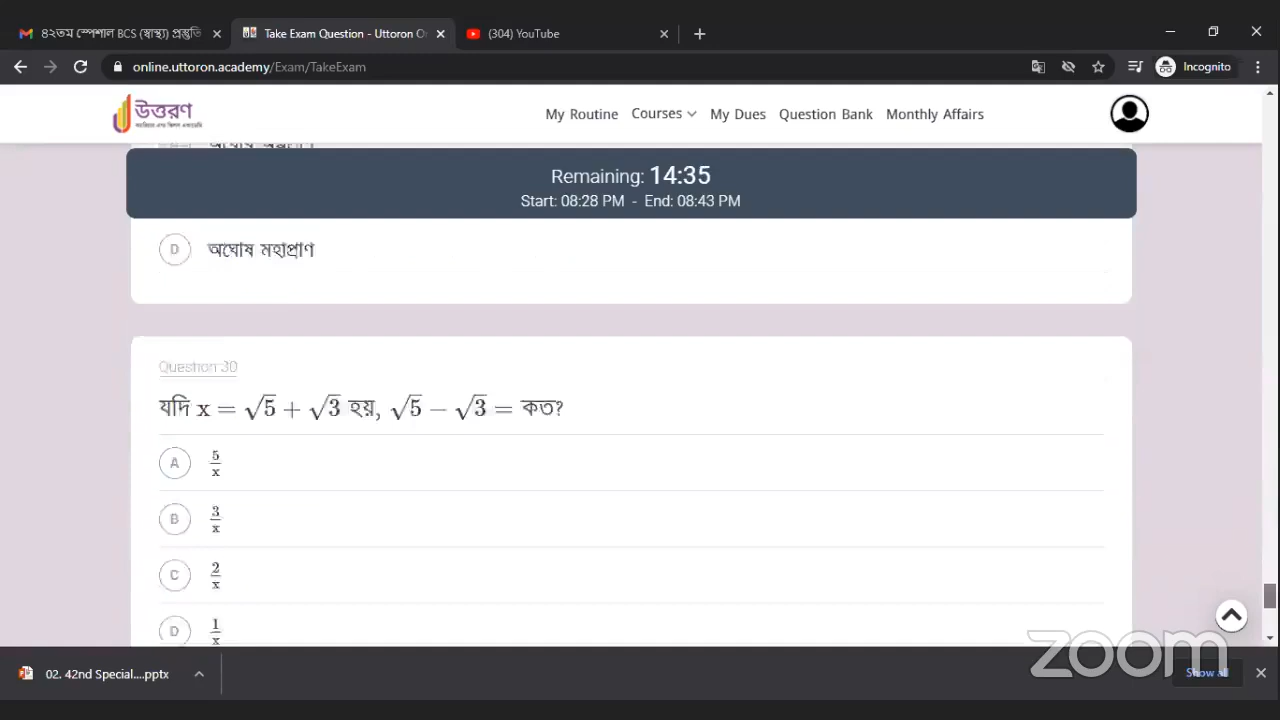 ৪২তম স্পেশাল BCS (স্বাস্থ্য) প্রস্তুতি
Take Exam Question - Uttoron O
(304) YouTube
online.uttoron.academy/Exam/TakeExam
Incognito
উত্তরণ
My Routine
Courses
My Dues
Question Bank
Monthly Affairs
Remaining: 14:35
Start: 08:28 PM - End: 08:43 PM
D অঘোষ মহাপ্রাণ
Question 30
যদি x = √5 + √3 হয়, √5 − √3 = কত?
A 5/x
B 3/x
C 2/x
D 1/x
02. 42nd Special....pptx
Show all
zoom